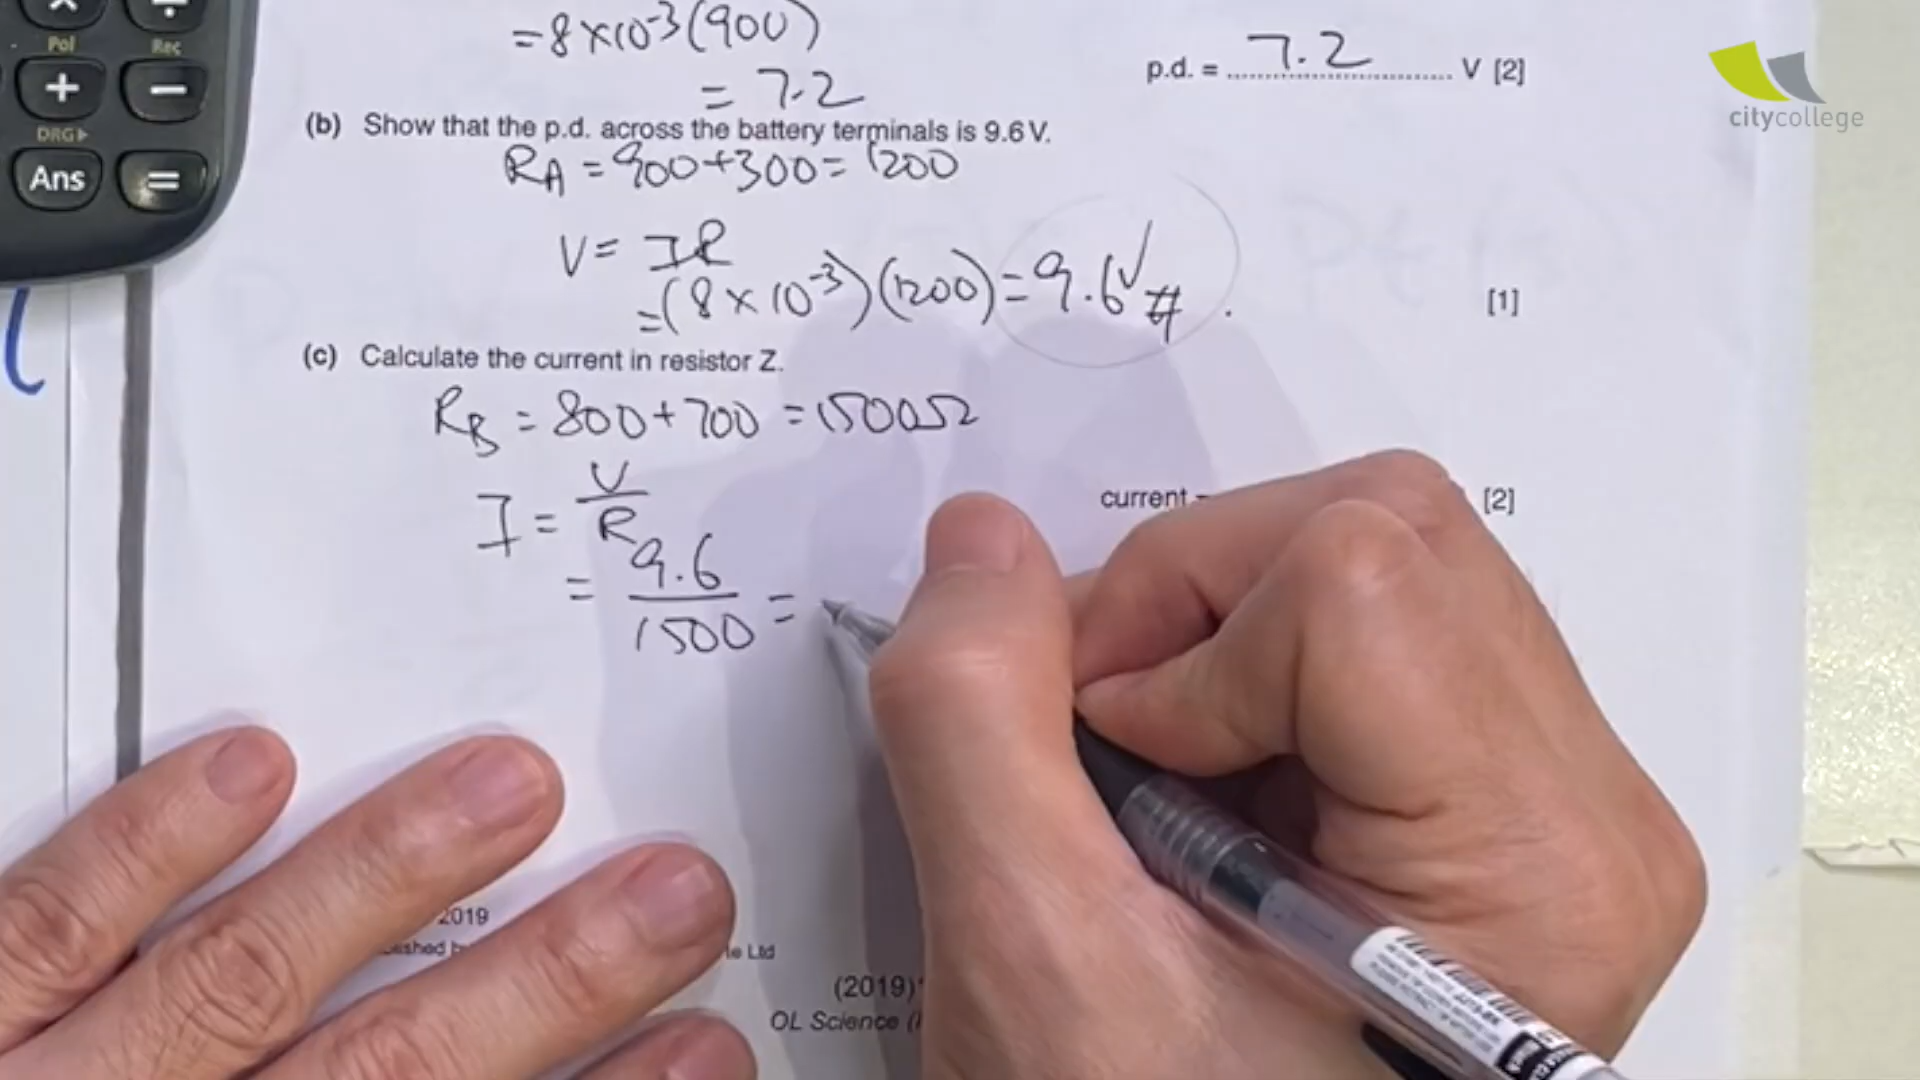 Pol Rec
+ −
DRG▶
Ans =
=8×10⁻³(900)
= 7.2
p.d. = 7.2 V [2]
citycollege
(b) Show that the p.d. across the battery terminals is 9.6 V.
RA = 900+300 = 1200
V = IR
=(8×10⁻³)(1200) = 9.6V # .
[1]
(c) Calculate the current in resistor Z.
RB = 800+700 = 1500Ω
I = V/R
current
[2]
= 9.6/1500 =
2019
Ltd
(2019)
OL Science